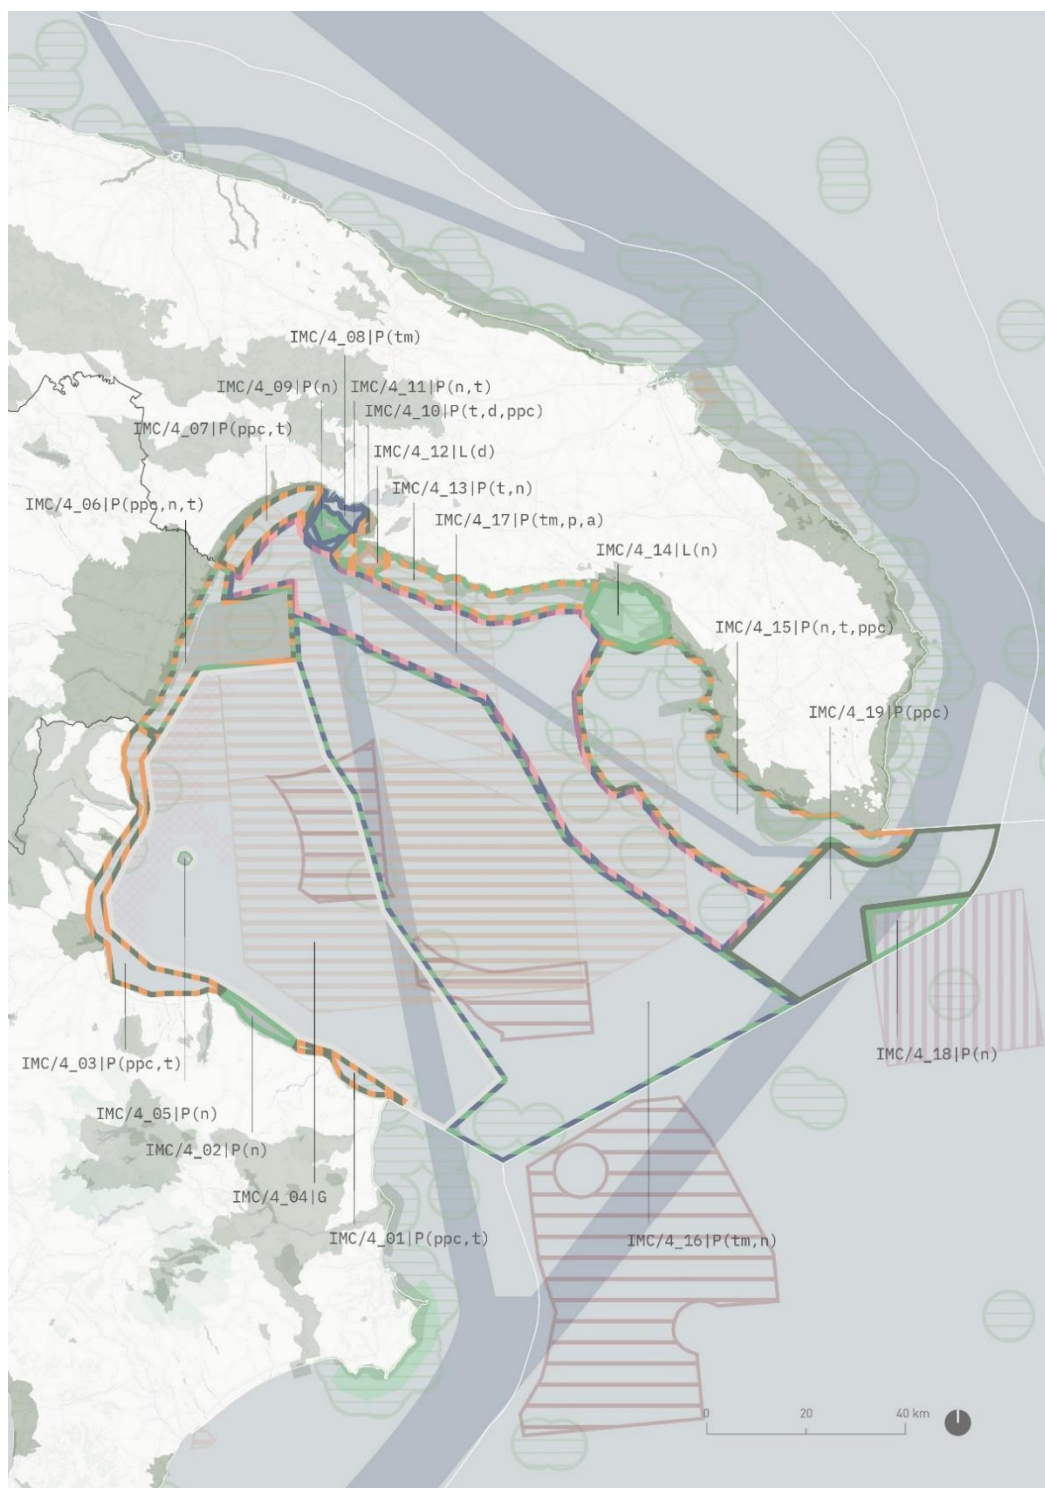 IMC/4_08|P(tm)
IMC/4_09|P(n)
IMC/4_11|P(n,t)
IMC/4_10|P(t,d,ppc)
IMC/4_07|P(ppc,t)
IMC/4_12|L(d)
IMC/4_13|P(t,n)
IMC/4_06|P(ppc,n,t)
IMC/4_17|P(tm,p,a)
IMC/4_14|L(n)
IMC/4_15|P(n,t,ppc)
IMC/4_19|P(ppc)
IMC/4_18|P(n)
IMC/4_03|P(ppc,t)
IMC/4_05|P(n)
IMC/4_02|P(n)
IMC/4_04|G
IMC/4_01|P(ppc,t)
IMC/4_16|P(tm,n)
0 20 40 km